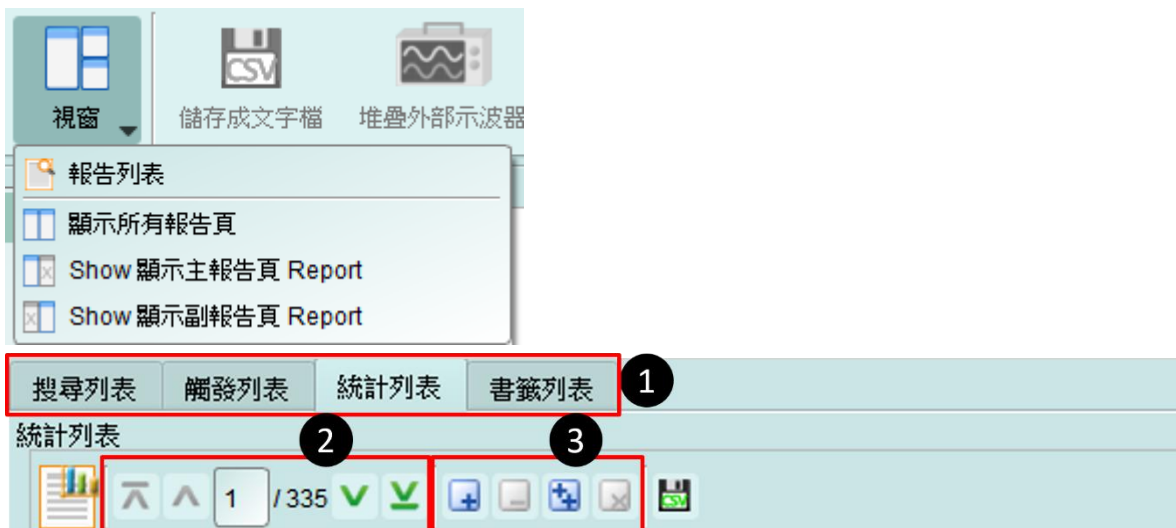 視窗 儲存成文字檔 堆疊外部示波器
CSV
報告列表
顯示所有報告頁
Show 顯示主報告頁 Report
Show 顯示副報告頁 Report
搜尋列表 觸發列表 統計列表 書籤列表 1
統計列表 2 3
1 / 335 CSV